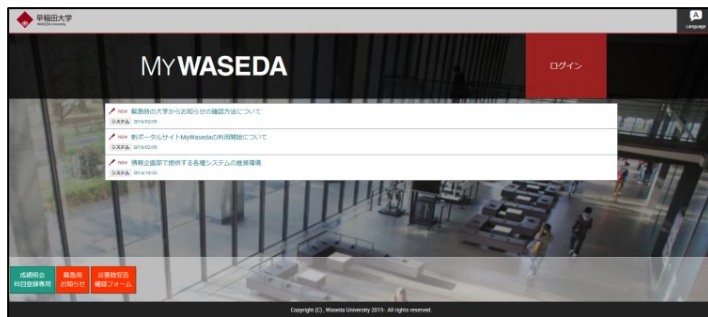 早稲田大学
WASEDA University
Language
MYWASEDA
ログイン
NEW 緊急時の大学からお知らせの確認方法について
システム
NEW 新ポータルサイトMyWasedaの利用開始について
システム
NEW 情報企画部で提供する各種システムの推奨環境
システム
成績照会
科目登録専用
緊急用
お知らせ
災害時安否
確認フォーム
Copyright (C) , Waseda University 2015- All rights reserved.